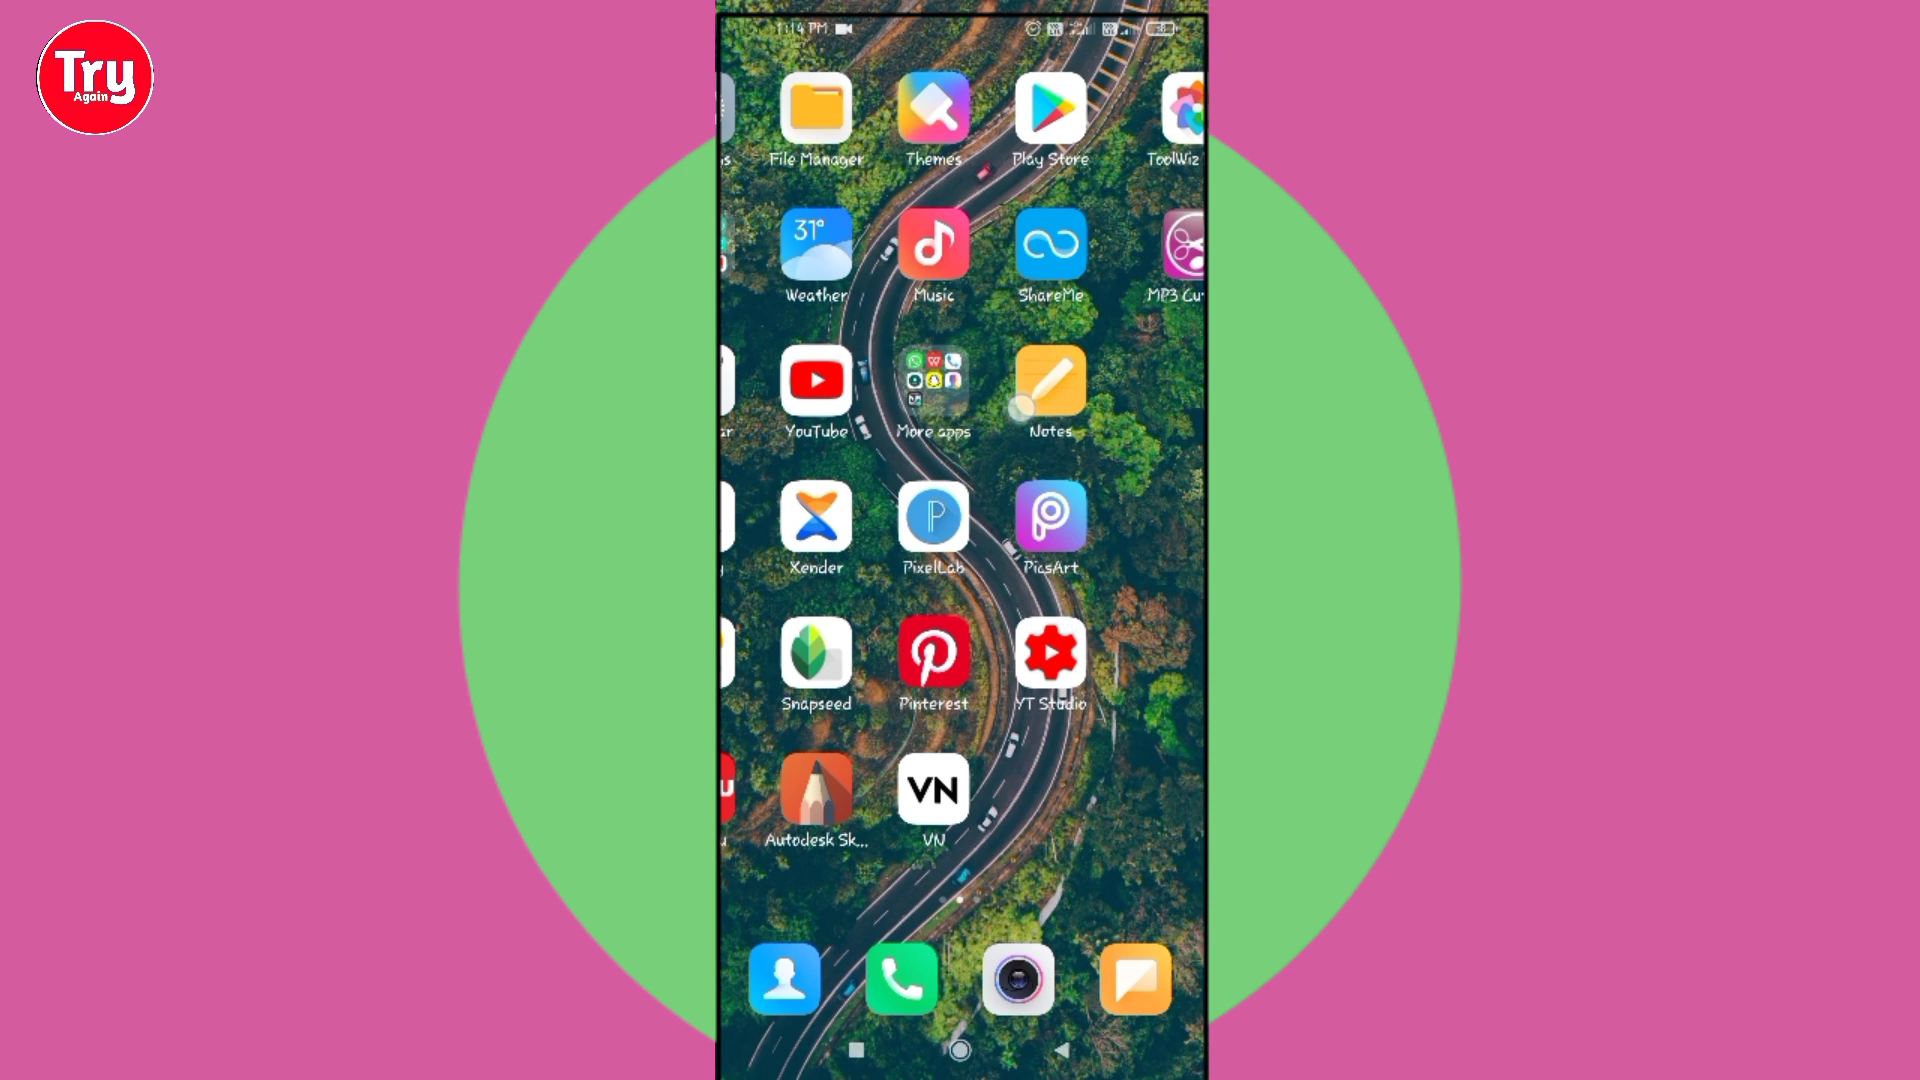 Try
Again
1:14 PM
File Manager
Themes
Play Store
ToolWiz
31°
Weather
Music
ShareMe
MP3 Cu
YouTube
More apps
Notes
Xender
PixelLab
PicsArt
Snapseed
Pinterest
YT Studio
VN
Autodesk Sk...
VN